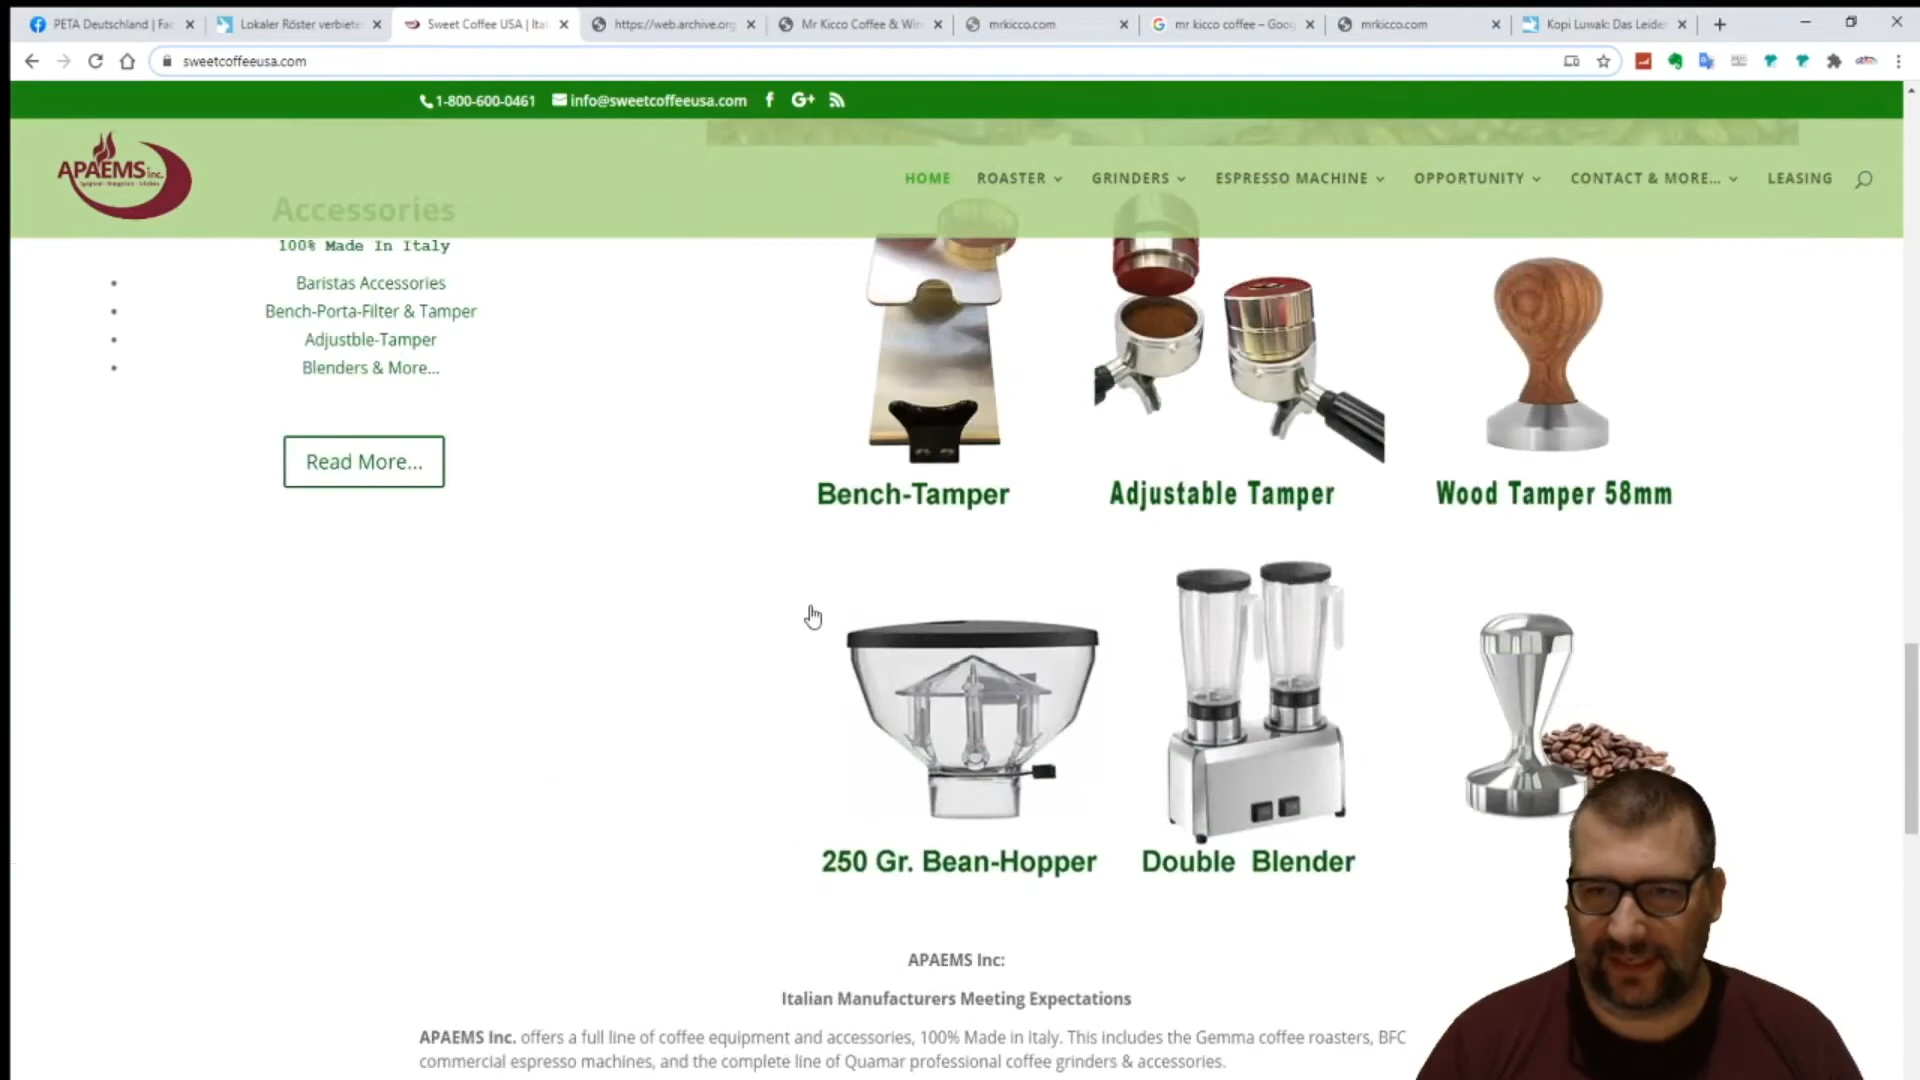 PETA Deutschland | Fac
Lokaler Röster verbiete
Sweet Coffee USA | Ital
https://web.archive.org
Mr Kicco Coffee & Win
mrkicco.com
mr kicco coffee – Goog
mrkicco.com
Kopi Luwak: Das Leiden
sweetcoffeeusa.com
1-800-600-0461 info@sweetcoffeeusa.com
APAEMS Inc.
HOME ROASTER GRINDERS ESPRESSO MACHINE OPPORTUNITY CONTACT & MORE... LEASING
Accessories
100% Made In Italy
Baristas Accessories
Bench-Porta-Filter & Tamper
Adjustble-Tamper
Blenders & More...
Read More...
Bench-Tamper
Adjustable Tamper
Wood Tamper 58mm
250 Gr. Bean-Hopper
Double Blender
APAEMS Inc:
Italian Manufacturers Meeting Expectations
APAEMS Inc. offers a full line of coffee equipment and accessories, 100% Made in Italy. This includes the Gemma coffee roasters, BFC
commercial espresso machines, and the complete line of Quamar professional coffee grinders & accessories.